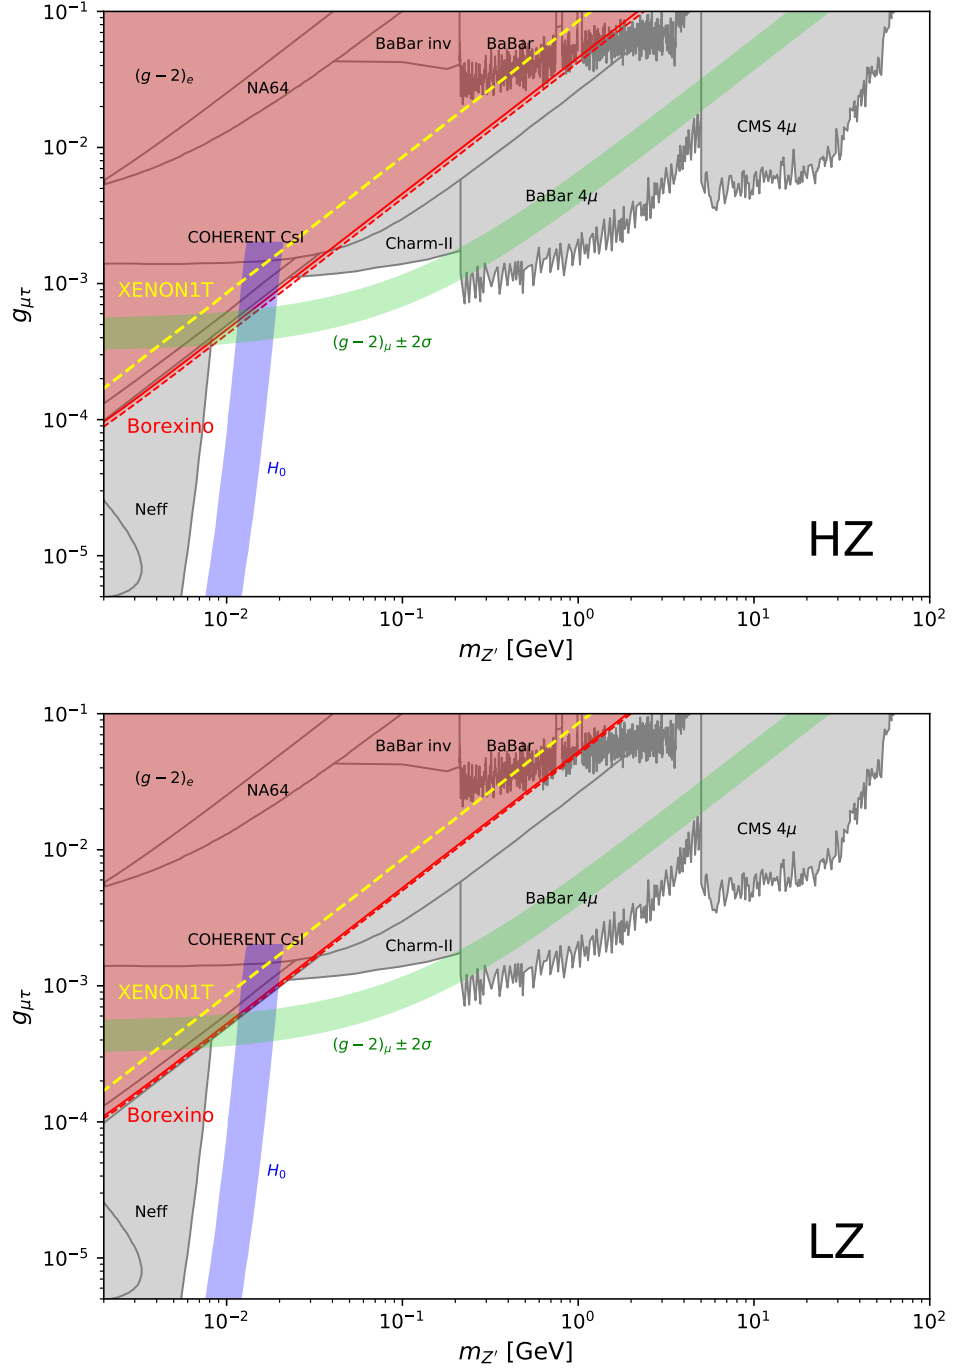 10⁻¹
BaBar inv
BaBar
(g − 2)ₑ
NA64
CMS 4μ
10⁻²
BaBar 4μ
COHERENT CsI
Charm-II
g_μτ
10⁻³
XENON1T
(g − 2)_μ ± 2σ
10⁻⁴
Borexino
H₀
Neff
HZ
10⁻⁵
10⁻² 10⁻¹ 10⁰ 10¹ 10²
m_Z′ [GeV]
10⁻¹
BaBar inv
BaBar
(g − 2)ₑ
NA64
CMS 4μ
10⁻²
BaBar 4μ
COHERENT CsI
Charm-II
g_μτ
10⁻³
XENON1T
(g − 2)_μ ± 2σ
10⁻⁴
Borexino
H₀
Neff
LZ
10⁻⁵
10⁻² 10⁻¹ 10⁰ 10¹ 10²
m_Z′ [GeV]